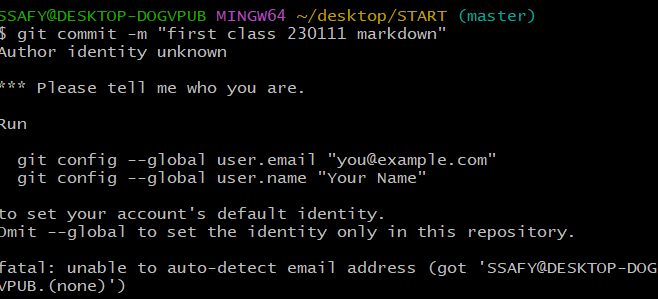 SSAFY@DESKTOP-DOGVPUB MINGW64 ~/desktop/START (master)
$ git commit -m "first class 230111 markdown"
Author identity unknown
*** Please tell me who you are.
Run
git config --global user.email "you@example.com"
git config --global user.name "Your Name"
to set your account's default identity.
Omit --global to set the identity only in this repository.
fatal: unable to auto-detect email address (got 'SSAFY@DESKTOP-DOG
VPUB.(none)')